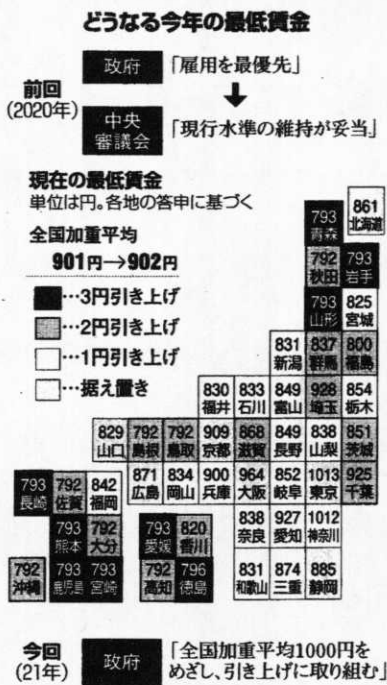 どうなる今年の最低賃金
前回
(2020年)
政府
「雇用を最優先」
中央
審議会
「現行水準の維持が妥当」
現在の最低賃金
単位は円。各地の答申に基づく
全国加重平均
901円→902円
…3円引き上げ
…2円引き上げ
…1円引き上げ
…据え置き
861
北海道
793
青森
792 793
秋田 岩手
793 825
山形 宮城
831 837 800
新潟 群馬 福島
830 833 849 928 854
福井 石川 富山 埼玉 栃木
829 792 792 909 868 849 838 851
山口 島根 鳥取 京都 滋賀 長野 山梨 茨城
871 834 900 964 852 1013 925
広島 岡山 兵庫 大阪 岐阜 東京 千葉
793 792 842
長崎 佐賀 福岡
838 927 1012
奈良 愛知 神奈川
793 792
熊本 大分
793 820
愛媛 香川
792 793 793
沖縄 鹿児島 宮崎
792 796
高知 徳島
831 874 885
和歌山 三重 静岡
今回
(21年)
政府
「全国加重平均1000円を
めざし、引き上げに取り組む」